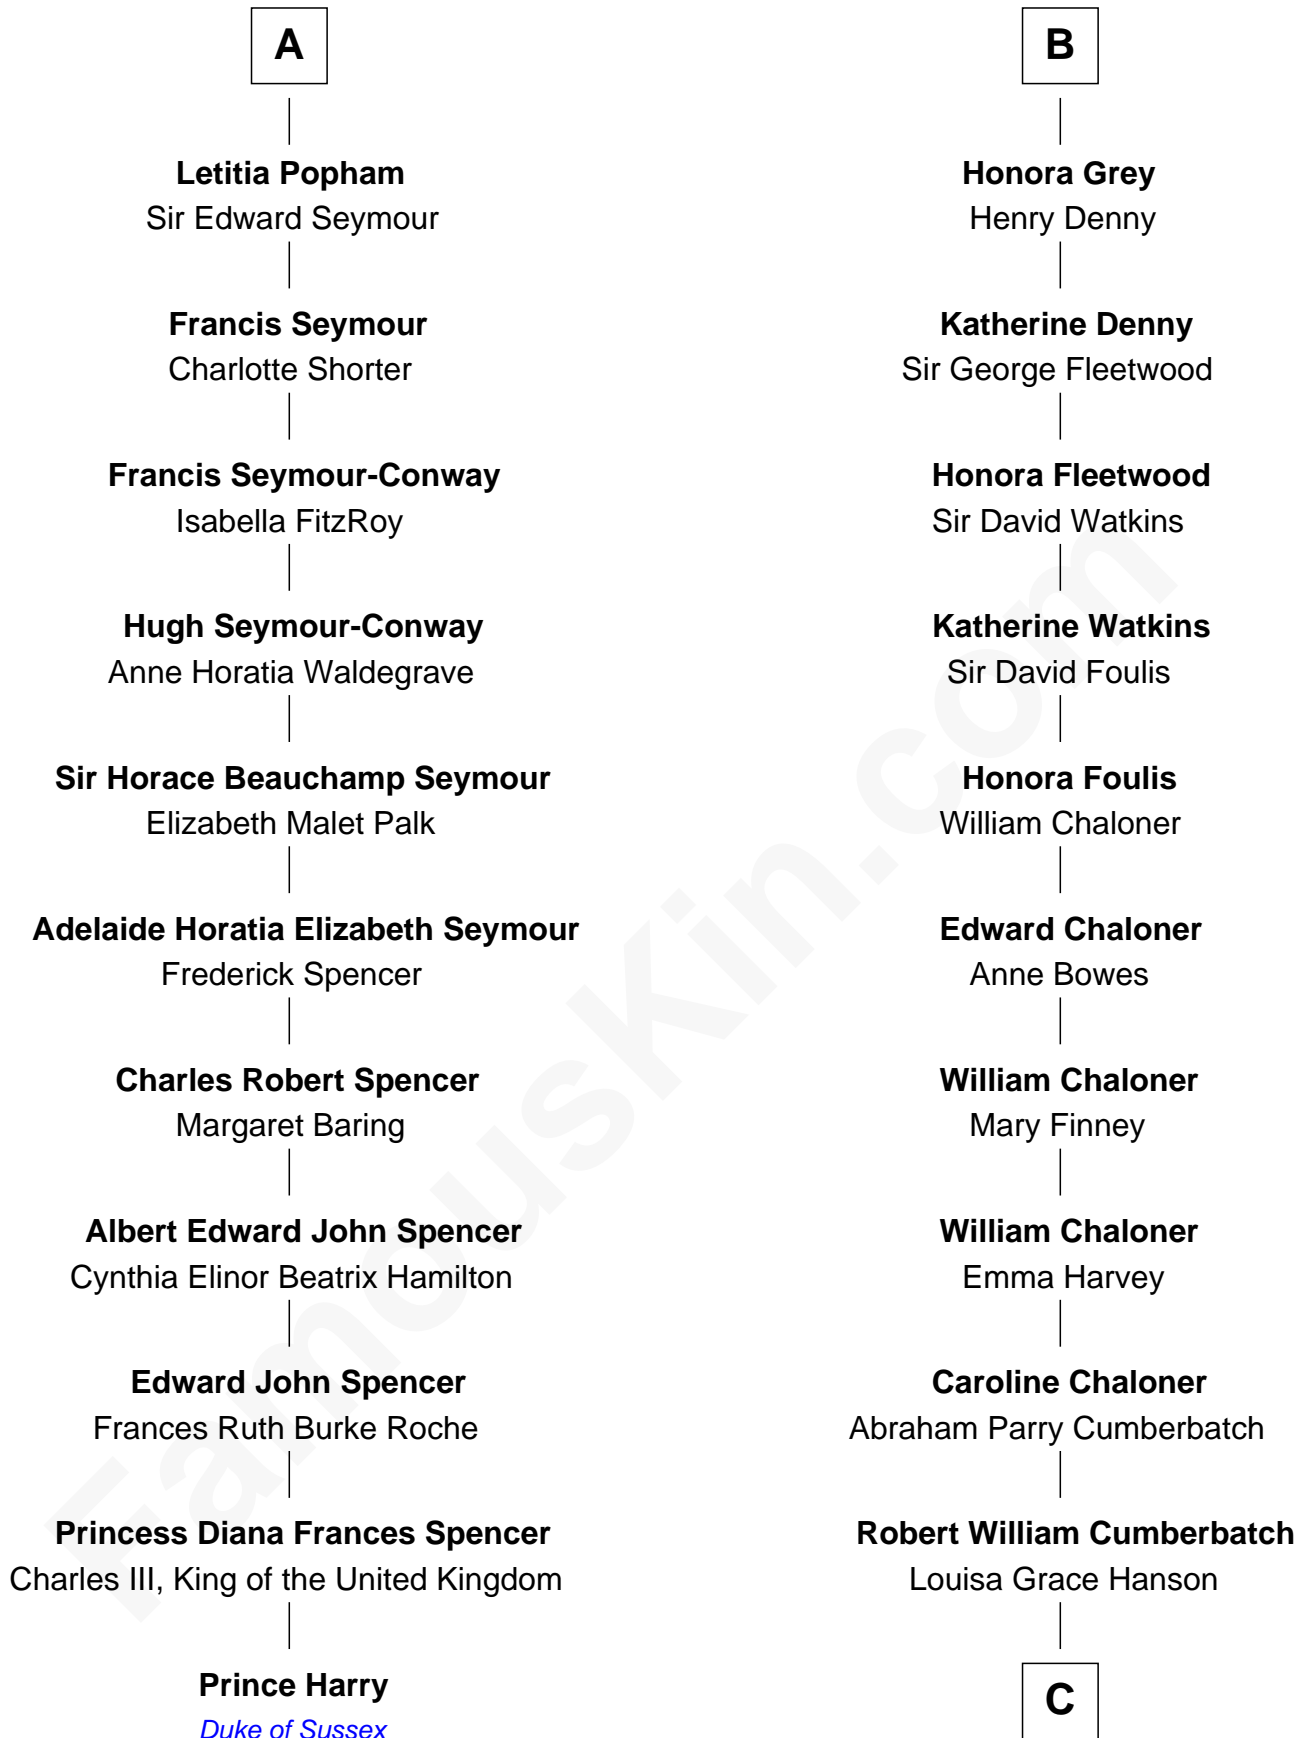 A
Letitia Popham
Sir Edward Seymour
Francis Seymour
Charlotte Shorter
Francis Seymour-Conway
Isabella FitzRoy
Hugh Seymour-Conway
Anne Horatia Waldegrave
Sir Horace Beauchamp Seymour
Elizabeth Malet Palk
Adelaide Horatia Elizabeth Seymour
Frederick Spencer
Charles Robert Spencer
Margaret Baring
Albert Edward John Spencer
Cynthia Elinor Beatrix Hamilton
Edward John Spencer
Frances Ruth Burke Roche
Princess Diana Frances Spencer
Charles III, King of the United Kingdom
Prince Harry
Duke of Sussex
B
Honora Grey
Henry Denny
Katherine Denny
Sir George Fleetwood
Honora Fleetwood
Sir David Watkins
Katherine Watkins
Sir David Foulis
Honora Foulis
William Chaloner
Edward Chaloner
Anne Bowes
William Chaloner
Mary Finney
William Chaloner
Emma Harvey
Caroline Chaloner
Abraham Parry Cumberbatch
Robert William Cumberbatch
Louisa Grace Hanson
C
FamousKin.com